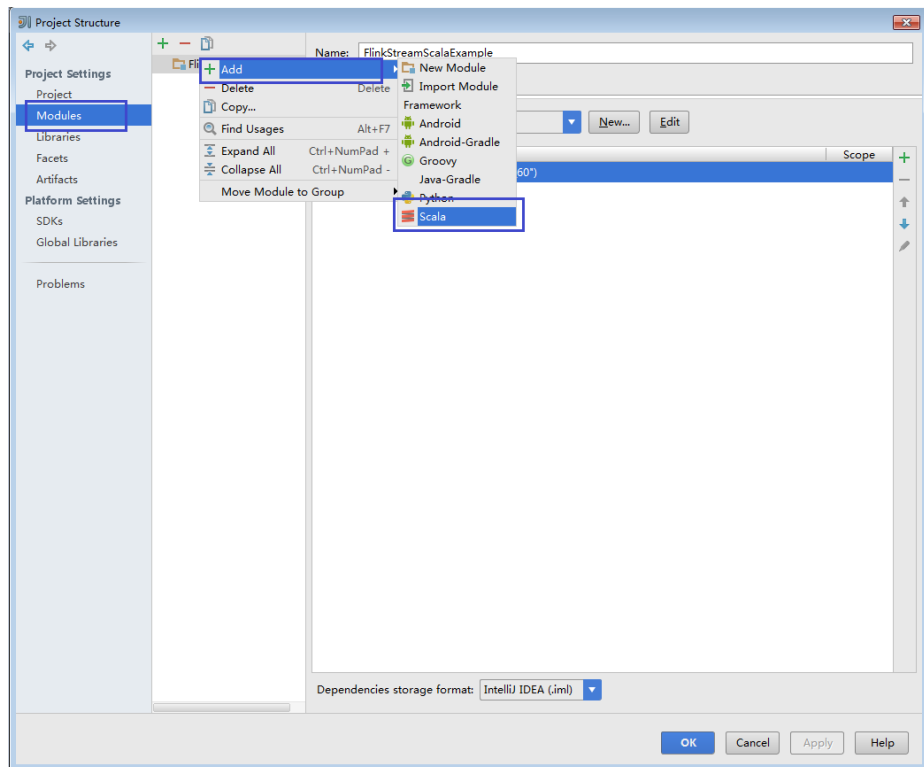 Project Structure
Project Settings
Project
Modules
Libraries
Facets
Artifacts
Platform Settings
SDKs
Global Libraries
Problems
Fli
Add
Delete Delete
Copy...
Find Usages Alt+F7
Expand All Ctrl+NumPad +
Collapse All Ctrl+NumPad -
Move Module to Group
New Module
Import Module
Framework
Android
Android-Gradle
Groovy
Java-Gradle
Python
Scala
Name: FlinkStreamScalaExample
New... Edit
Scope
60")
Dependencies storage format: IntelliJ IDEA (.iml)
OK Cancel Apply Help